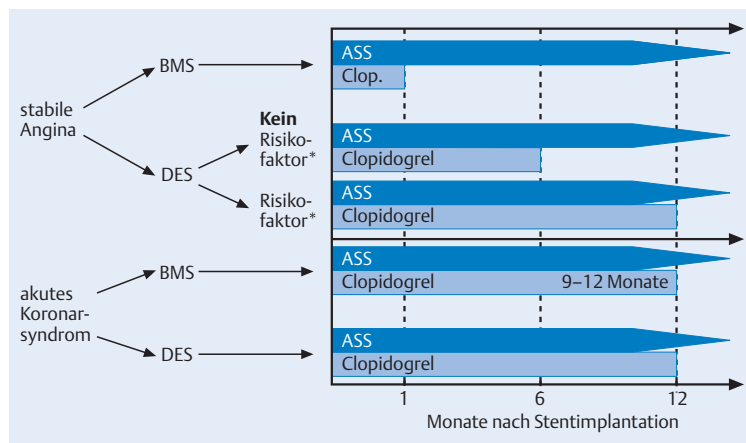 ASS
BMS
Clop.
stabile
Angina
Kein
Risiko-
faktor*
ASS
Clopidogrel
DES
Risiko-
faktor*
ASS
Clopidogrel
BMS
ASS
Clopidogrel 9–12 Monate
akutes
Koronar-
syndrom
DES
ASS
Clopidogrel
1 6 12
Monate nach Stentimplantation